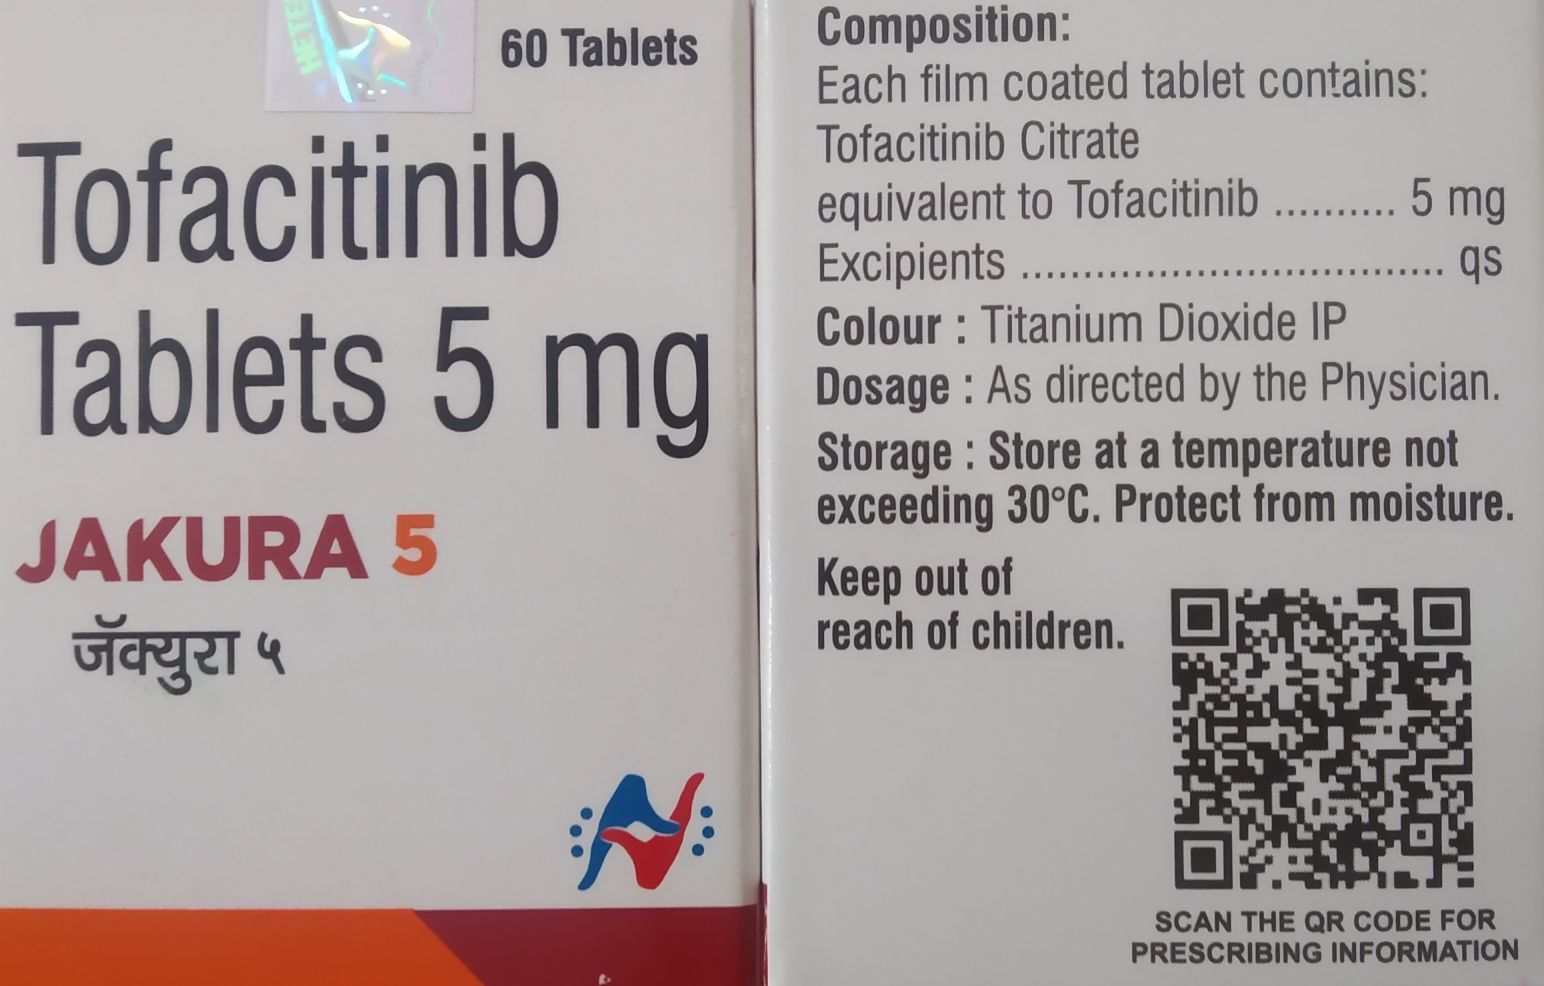 60 Tablets
Tofacitinib
Tablets 5 mg
JAKURA 5
जॅक्युरा ५
Composition:
Each film coated tablet contains:
Tofacitinib Citrate
equivalent to Tofacitinib .......... 5 mg
Excipients .................................. qs
Colour : Titanium Dioxide IP
Dosage : As directed by the Physician.
Storage : Store at a temperature not
exceeding 30°C. Protect from moisture.
Keep out of
reach of children.
SCAN THE QR CODE FOR
PRESCRIBING INFORMATION